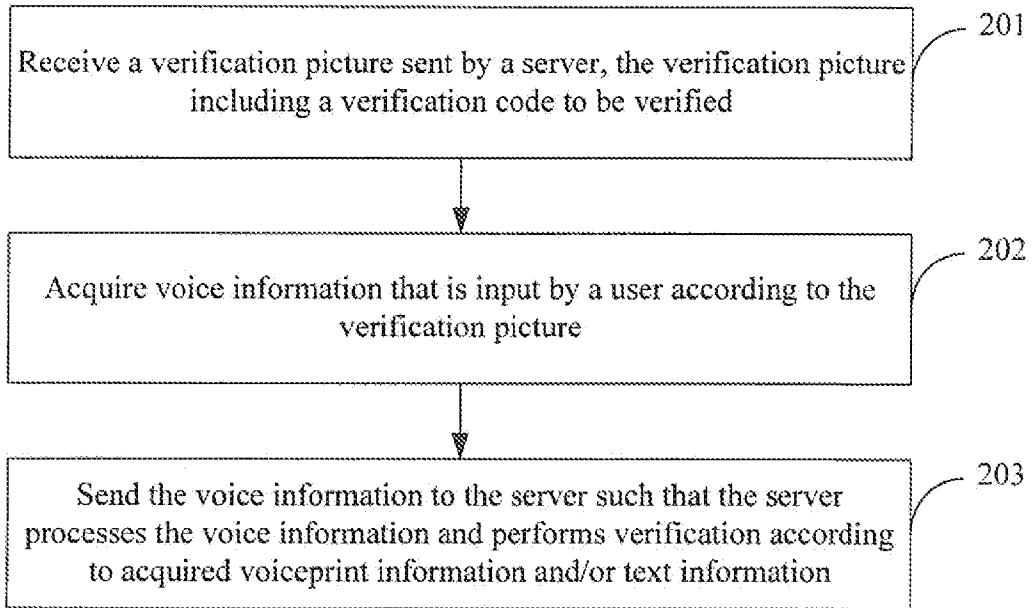 201
Receive a verification picture sent by a server, the verification picture
including a verification code to be verified
202
Acquire voice information that is input by a user according to the
verification picture
203
Send the voice information to the server such that the server
processes the voice information and performs verification according
to acquired voiceprint information and/or text information